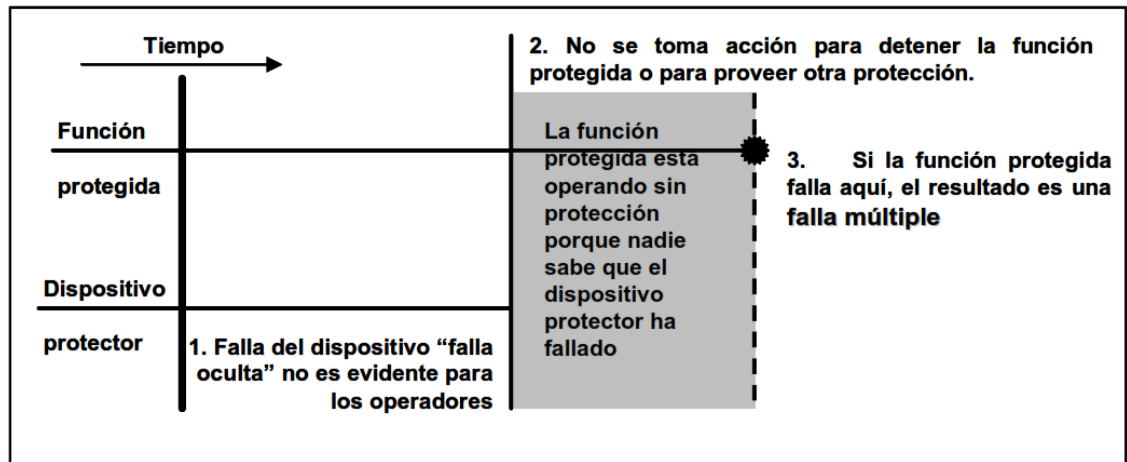 Tiempo
2. No se toma acción para detener la función
protegida o para proveer otra protección.
Función
protegida
La función
protegida está
operando sin
protección
porque nadie
sabe que el
dispositivo
protector ha
fallado
3. Si la función protegida
falla aquí, el resultado es una
falla múltiple
Dispositivo
protector
1. Falla del dispositivo “falla
oculta” no es evidente para
los operadores